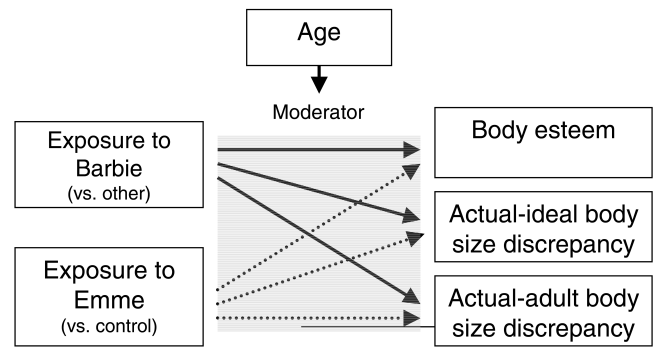 Age
Moderator
Exposure to
Barbie
(vs. other)
Body esteem
Actual-ideal body
size discrepancy
Exposure to
Emme
(vs. control)
Actual-adult body
size discrepancy